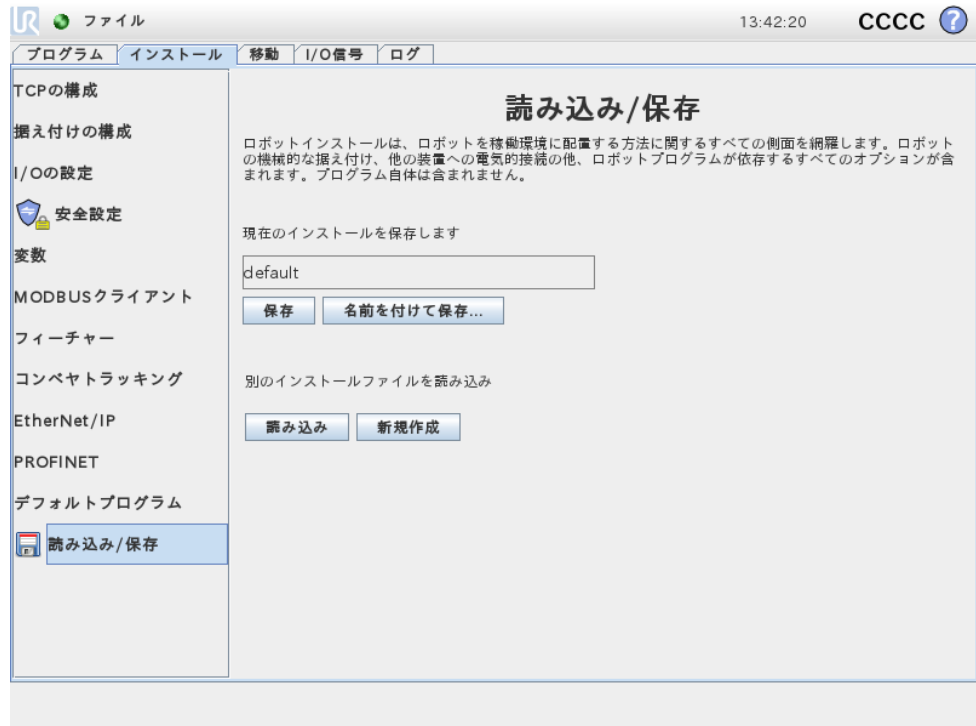 UR ファイル 13:42:20 CCCC ?
プログラム インストール 移動 I/O信号 ログ
TCPの構成
据え付けの構成
I/Oの設定
安全設定
変数
MODBUSクライアント
フィーチャー
コンベヤトラッキング
EtherNet/IP
PROFINET
デフォルトプログラム
読み込み/保存
読み込み/保存
ロボットインストールは、ロボットを稼働環境に配置する方法に関するすべての側面を網羅します。ロボット
の機械的な据え付け、他の装置への電気的接続の他、ロボットプログラムが依存するすべてのオプションが含
まれます。プログラム自体は含まれません。
現在のインストールを保存します
default
保存 名前を付けて保存...
別のインストールファイルを読み込み
読み込み 新規作成